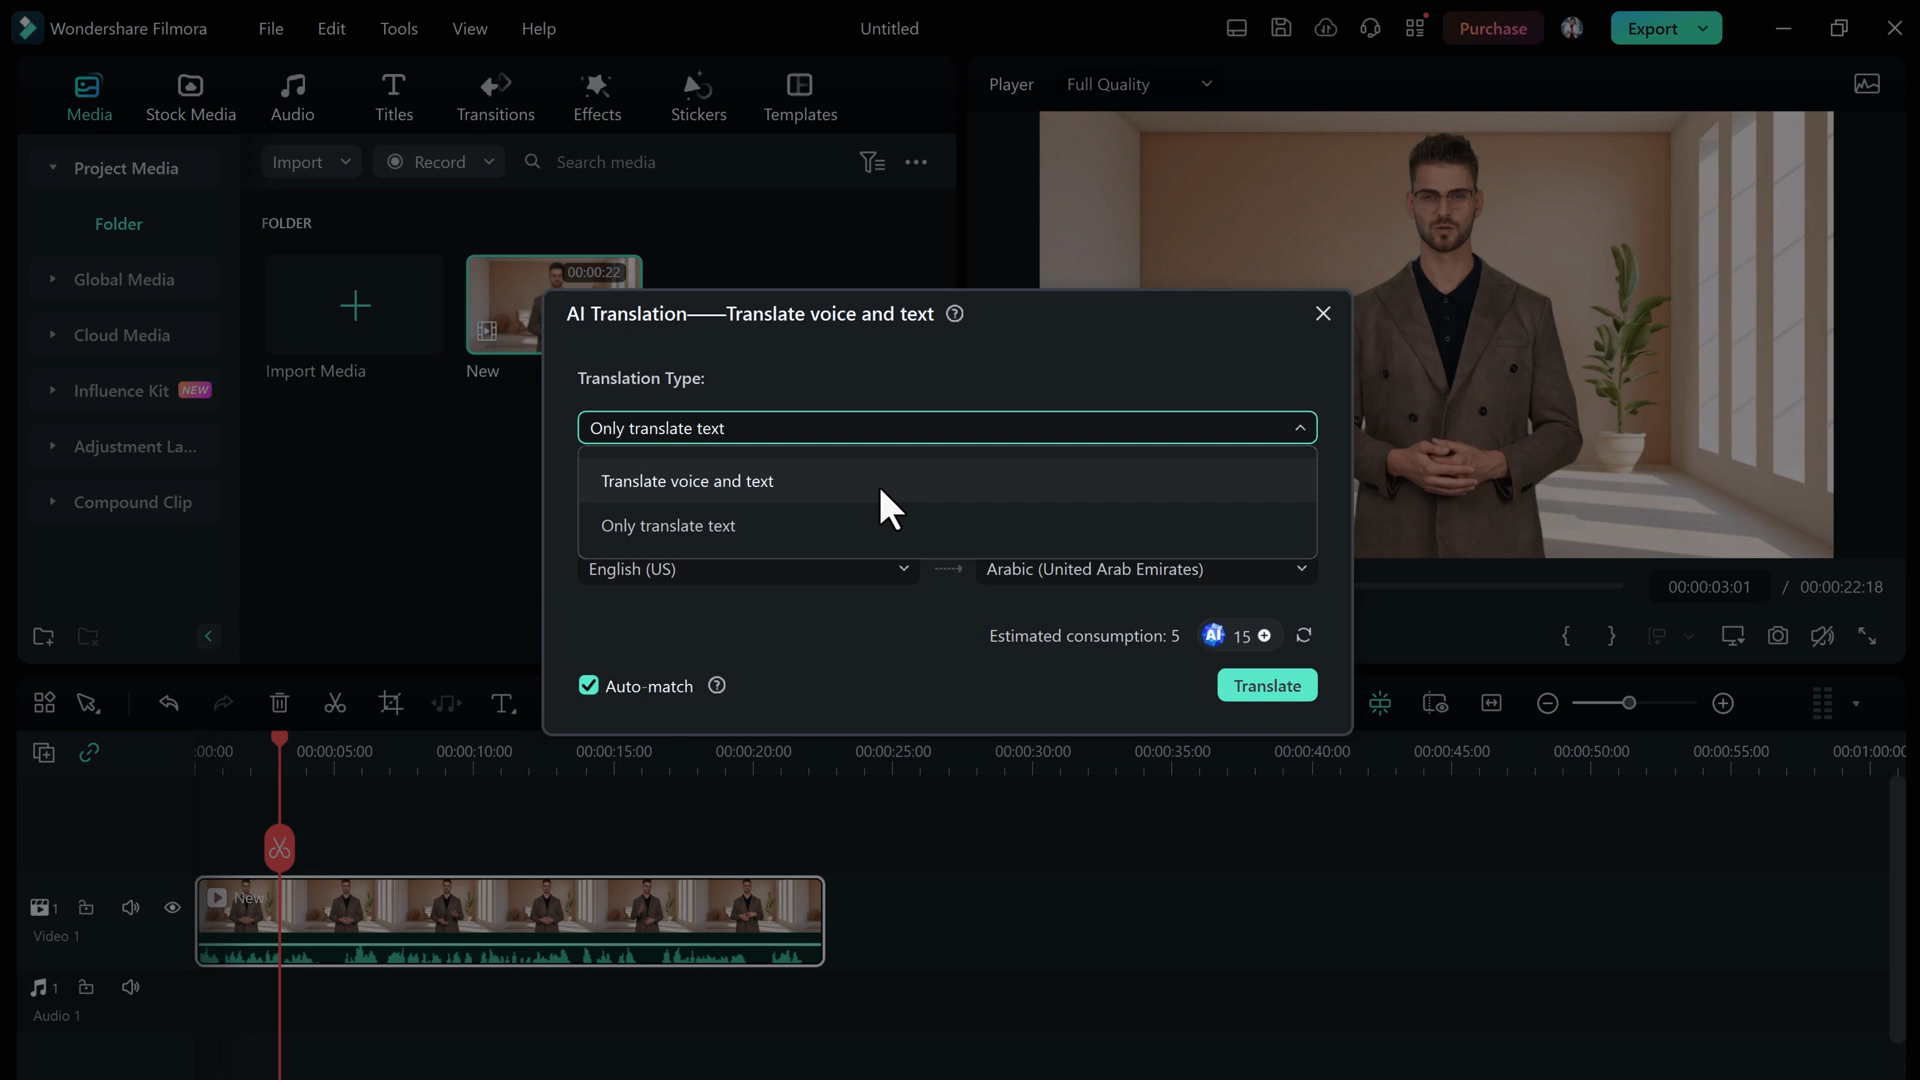 Wondershare Filmora
File
Edit
Tools
View
Help
Untitled
Purchase
Export
Media
Stock Media
Audio
Titles
Transitions
Effects
Stickers
Templates
Player
Full Quality
Project Media
Import
Record
Search media
Folder
FOLDER
Global Media
Cloud Media
Influence Kit NEW
Adjustment La...
Compound Clip
Import Media
00:00:22
New
AI Translation——Translate voice and text
Translation Type:
Only translate text
Translate voice and text
Only translate text
English (US)
Arabic (United Arab Emirates)
Estimated consumption: 5
AI 15
Auto-match
Translate
00:00:03:01 / 00:00:22:18
:00:00
00:00:05:00
00:00:10:00
00:00:15:00
00:00:20:00
00:00:25:00
00:00:30:00
00:00:35:00
00:00:40:00
00:00:45:00
00:00:50:00
00:00:55:00
00:01:00:00
New
1
Video 1
1
Audio 1